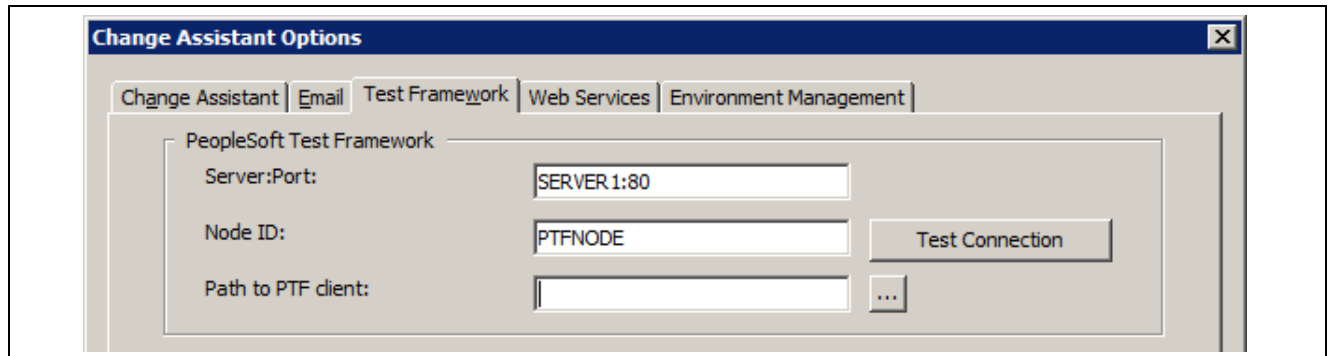 Change Assistant Options
Change Assistant Email Test Framework Web Services Environment Management
PeopleSoft Test Framework
Server:Port: SERVER1:80
Node ID: PTFNODE Test Connection
Path to PTF client: ...